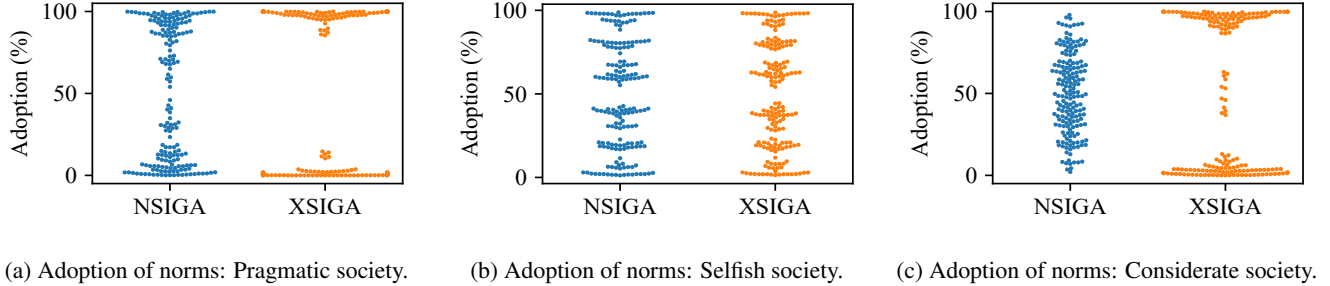 Adoption (%)
100
50
0
NSIGA XSIGA
(a) Adoption of norms: Pragmatic society.
Adoption (%)
100
50
0
NSIGA XSIGA
(b) Adoption of norms: Selfish society.
Adoption (%)
100
50
0
NSIGA XSIGA
(c) Adoption of norms: Considerate society.